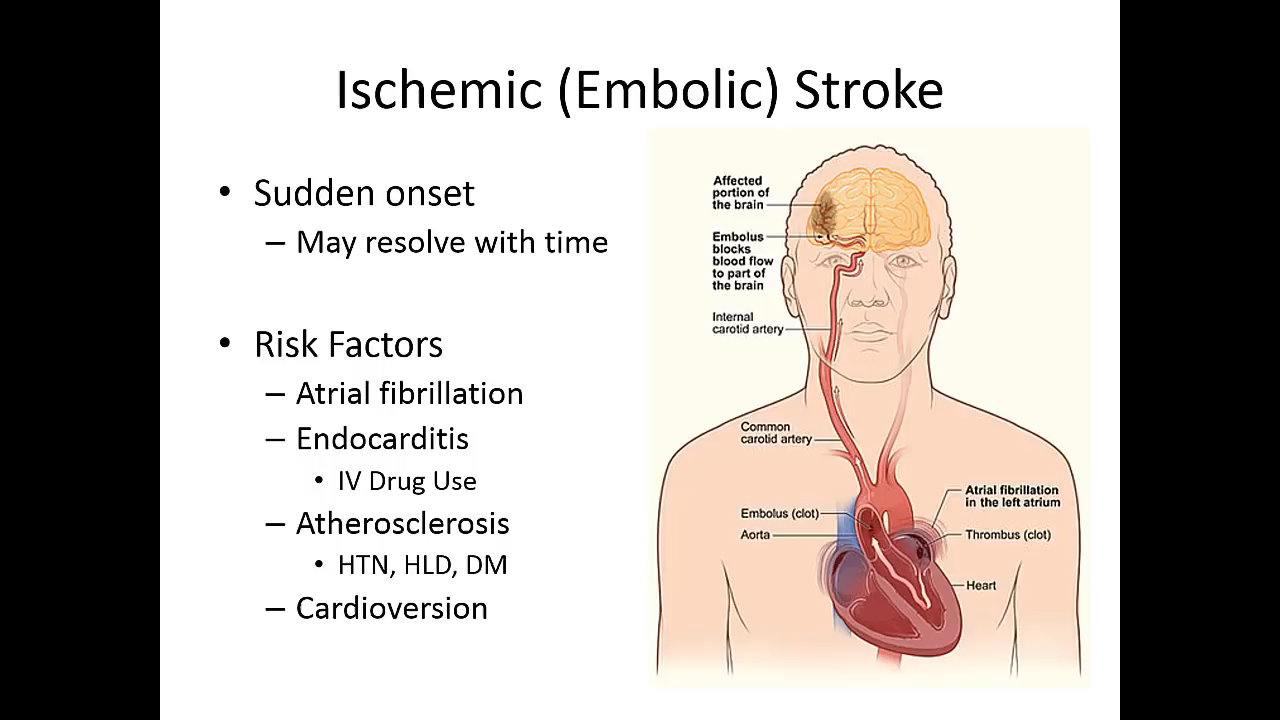 Ischemic (Embolic) Stroke
• Sudden onset
– May resolve with time
• Risk Factors
– Atrial fibrillation
– Endocarditis
• IV Drug Use
– Atherosclerosis
• HTN, HLD, DM
– Cardioversion
Affected
portion of
the brain
Embolus
blocks
blood flow
to part of
the brain
Internal
carotid artery
Common
carotid artery
Embolus (clot)
Aorta
Atrial fibrillation
in the left atrium
Thrombus (clot)
Heart